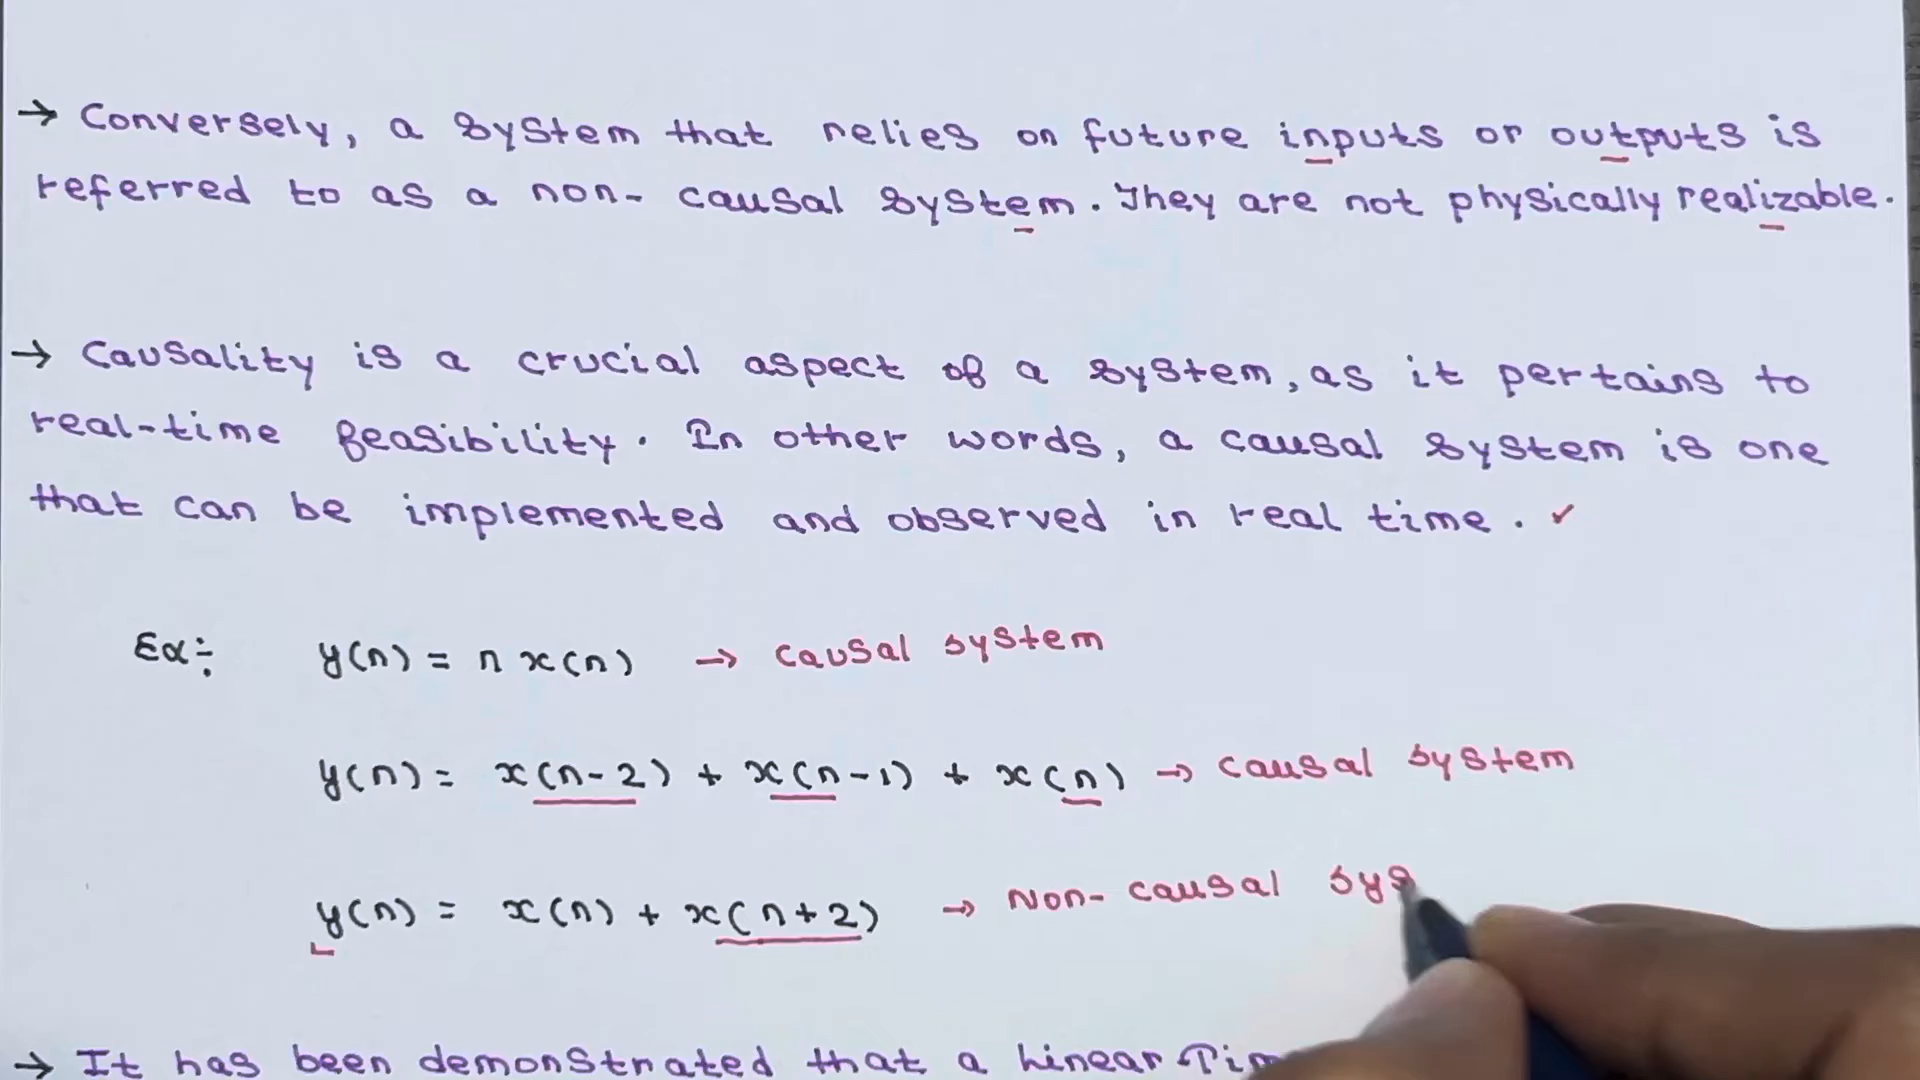 → Conversely, a system that relies on future inputs or outputs is
referred to as a non-causal system. They are not physically realizable.
→ Causality is a crucial aspect of a system, as it pertains to
real-time feasibility. In other words, a causal system is one
that can be implemented and observed in real time. ✓
Ex:- y(n) = n x(n) → causal system
y(n) = x(n-2) + x(n-1) + x(n) → causal system
y(n) = x(n) + x(n+2) → Non-causal sys
→ It has been demonstrated that a Linear Tim